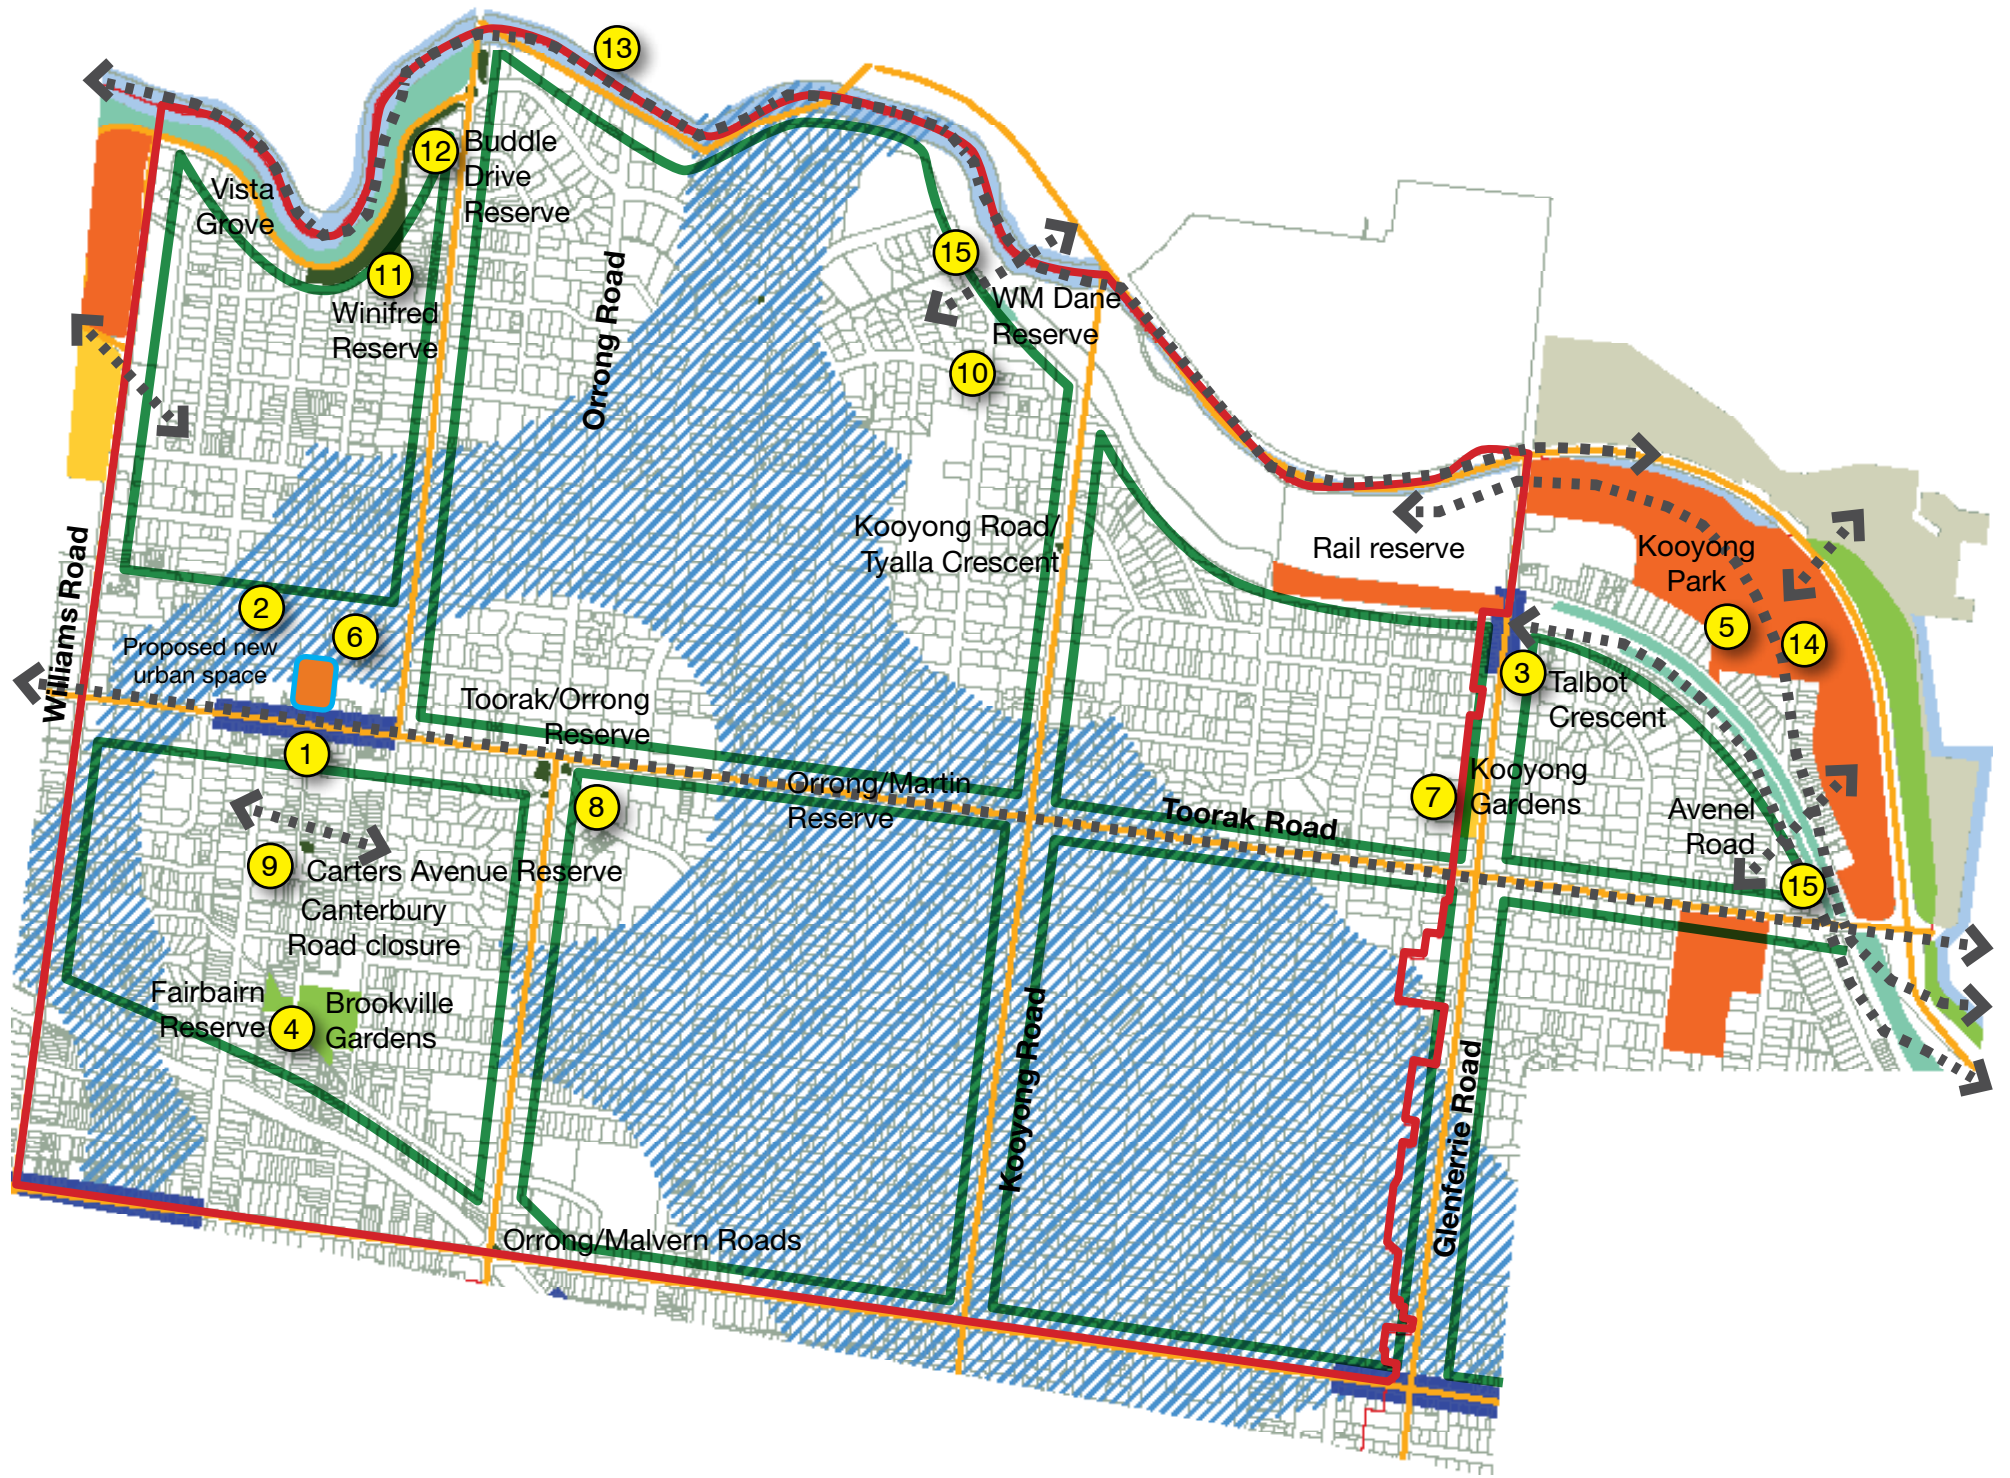 13
12
Buddle
Drive
Reserve
Vista
Grove
11
Winifred
Reserve
Orrong Road
15
WM Dane
Reserve
10
Kooyong Road/
Tyalla Crescent
Rail reserve
Kooyong
Park
5
14
Williams Road
2
6
Proposed new
urban space
1
Toorak/Orrong
Reserve
3
Talbot
Crescent
Orrong/Martin
Reserve
8
Toorak Road
7
Kooyong
Gardens
Avenel
Road
15
9
Carters Avenue Reserve
Canterbury
Road closure
Fairbairn
Reserve
4
Brookville
Gardens
Kooyong Road
Glenferrie Road
Orrong/Malvern Roads